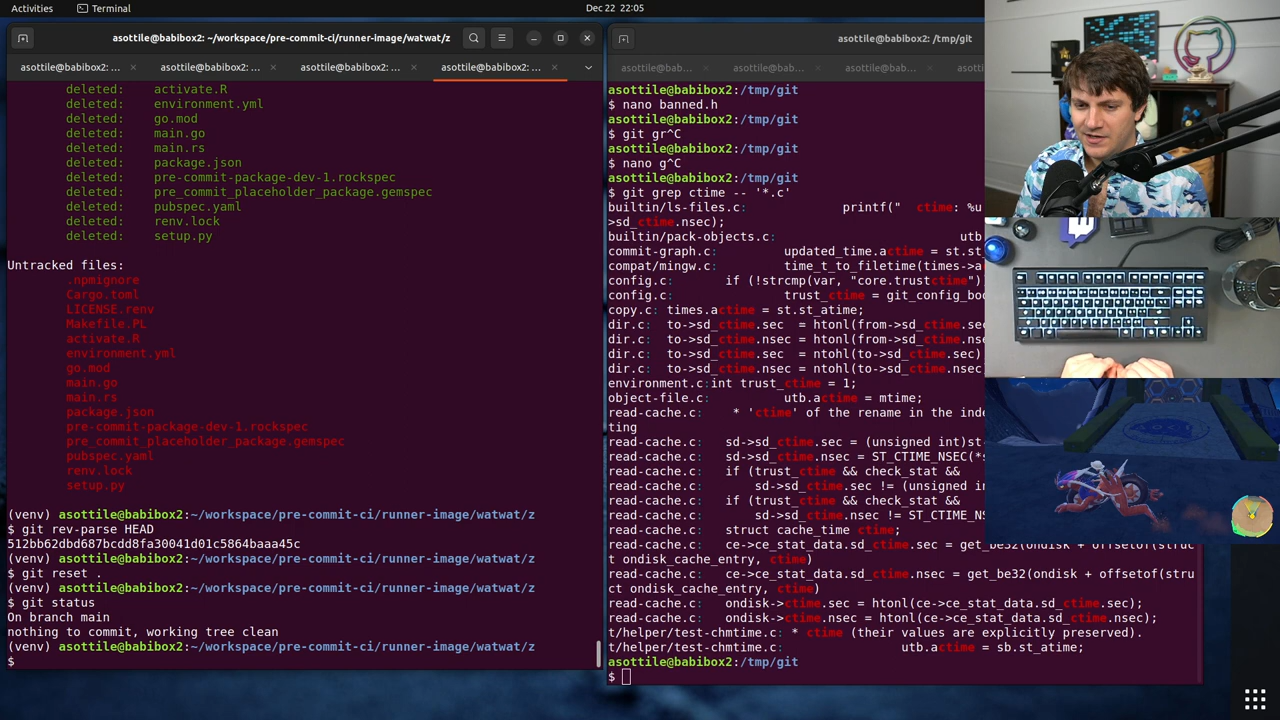 Activities
Terminal
Dec 22 22:05
asottile@babibox2: ~/workspace/pre-commit-ci/runner-image/watwat/z
asottile@babibox2: ...
asottile@babibox2: ...
asottile@babibox2: ...
asottile@babibox2: ...
deleted: activate.R
deleted: environment.yml
deleted: go.mod
deleted: main.go
deleted: main.rs
deleted: package.json
deleted: pre-commit-package-dev-1.rockspec
deleted: pre_commit_placeholder_package.gemspec
deleted: pubspec.yaml
deleted: renv.lock
deleted: setup.py
Untracked files:
.npmignore
Cargo.toml
LICENSE.renv
Makefile.PL
activate.R
environment.yml
go.mod
main.go
main.rs
package.json
pre-commit-package-dev-1.rockspec
pre_commit_placeholder_package.gemspec
pubspec.yaml
renv.lock
setup.py
(venv) asottile@babibox2:~/workspace/pre-commit-ci/runner-image/watwat/z
$ git rev-parse HEAD
(venv) asottile@babibox2:~/workspace/pre-commit-ci/runner-image/watwat/z
$ git reset .
(venv) asottile@babibox2:~/workspace/pre-commit-ci/runner-image/watwat/z
$ git status
On branch main
nothing to commit, working tree clean
(venv) asottile@babibox2:~/workspace/pre-commit-ci/runner-image/watwat/z
$
asottile@babibox2: /tmp/git
asottile@bab...
asottile@bab...
asottile@bab...
asottile@babibox2:/tmp/git
$ nano banned.h
asottile@babibox2:/tmp/git
$ git gr^C
asottile@babibox2:/tmp/git
$ nano g^C
asottile@babibox2:/tmp/git
$ git grep ctime -- '*.c'
builtin/ls-files.c: printf(" ctime: %u
>sd_ctime.nsec);
builtin/pack-objects.c: utb
commit-graph.c: updated_time.actime = st.st
compat/mingw.c: time_t_to_filetime(times->a
config.c: if (!strcmp(var, "core.trustctime")
config.c: trust_ctime = git_config_bo
copy.c: times.actime = st.st_atime;
dir.c: to->sd_ctime.sec = htonl(from->sd_ctime.sec
dir.c: to->sd_ctime.nsec = htonl(from->sd_ctime.nse
dir.c: to->sd_ctime.sec = ntohl(to->sd_ctime.sec)
dir.c: to->sd_ctime.nsec = ntohl(to->sd_ctime.nsec
environment.c:int trust_ctime = 1;
object-file.c: utb.actime = mtime;
read-cache.c: * 'ctime' of the rename in the inde
ting
read-cache.c: sd->sd_ctime.sec = (unsigned int)st-
read-cache.c: sd->sd_ctime.nsec = ST_CTIME_NSEC(*s
read-cache.c: if (trust_ctime && check_stat &&
read-cache.c: sd->sd_ctime.sec != (unsigned in
read-cache.c: if (trust_ctime && check_stat &&
read-cache.c: sd->sd_ctime.nsec != ST_CTIME_NS
read-cache.c: struct cache_time ctime;
read-cache.c: ce->ce_stat_data.sd_ctime.sec = get_be32(ondisk + offsetof(struc
t ondisk_cache_entry, ctime)
read-cache.c: ce->ce_stat_data.sd_ctime.nsec = get_be32(ondisk + offsetof(stru
ct ondisk_cache_entry, ctime)
read-cache.c: ondisk->ctime.sec = htonl(ce->ce_stat_data.sd_ctime.sec);
read-cache.c: ondisk->ctime.nsec = htonl(ce->ce_stat_data.sd_ctime.nsec);
t/helper/test-chmtime.c: * ctime (their values are explicitly preserved).
t/helper/test-chmtime.c: utb.actime = sb.st_atime;
asottile@babibox2:/tmp/git
$